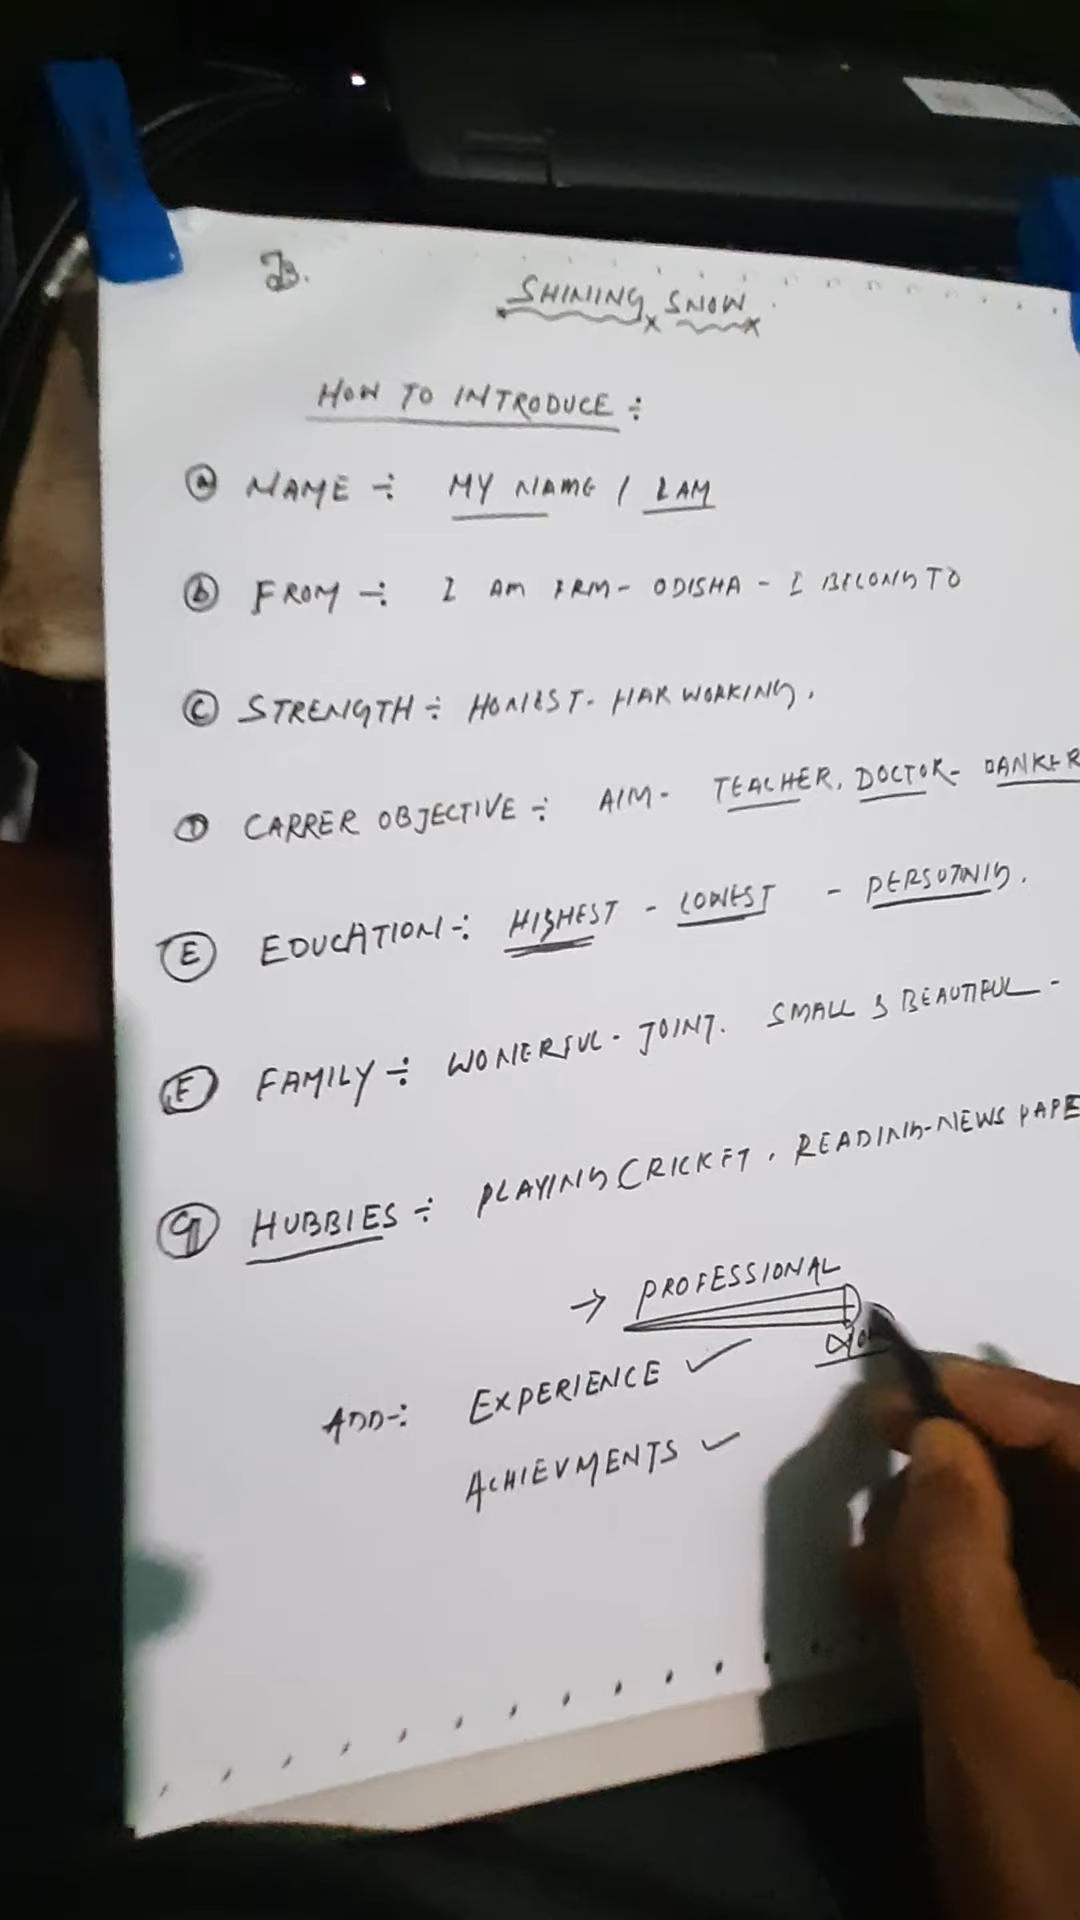 SHINING SNOW
HOW TO INTRODUCE ÷
(a) NAME ÷ MY NAME / I AM
(b) FROM ÷ I AM FRM - ODISHA - I BELONG TO
(c) STRENGTH ÷ HONEST - HAR WORKING.
CARRER OBJECTIVE ÷ AIM - TEACHER, DOCTOR - BANKER
(E) EDUCATION ÷ HIGHEST - LOWEST -
(F) FAMILY ÷ WONERFUL - JOINT. SMALL & BEAUTIFUL -
(g) HUBBIES ÷ PLAYING CRICKET, READING - NEWS PAPE
→ PROFESSIONAL
ADD ÷ EXPERIENCE ✓
ACHIEVMENTS ✓